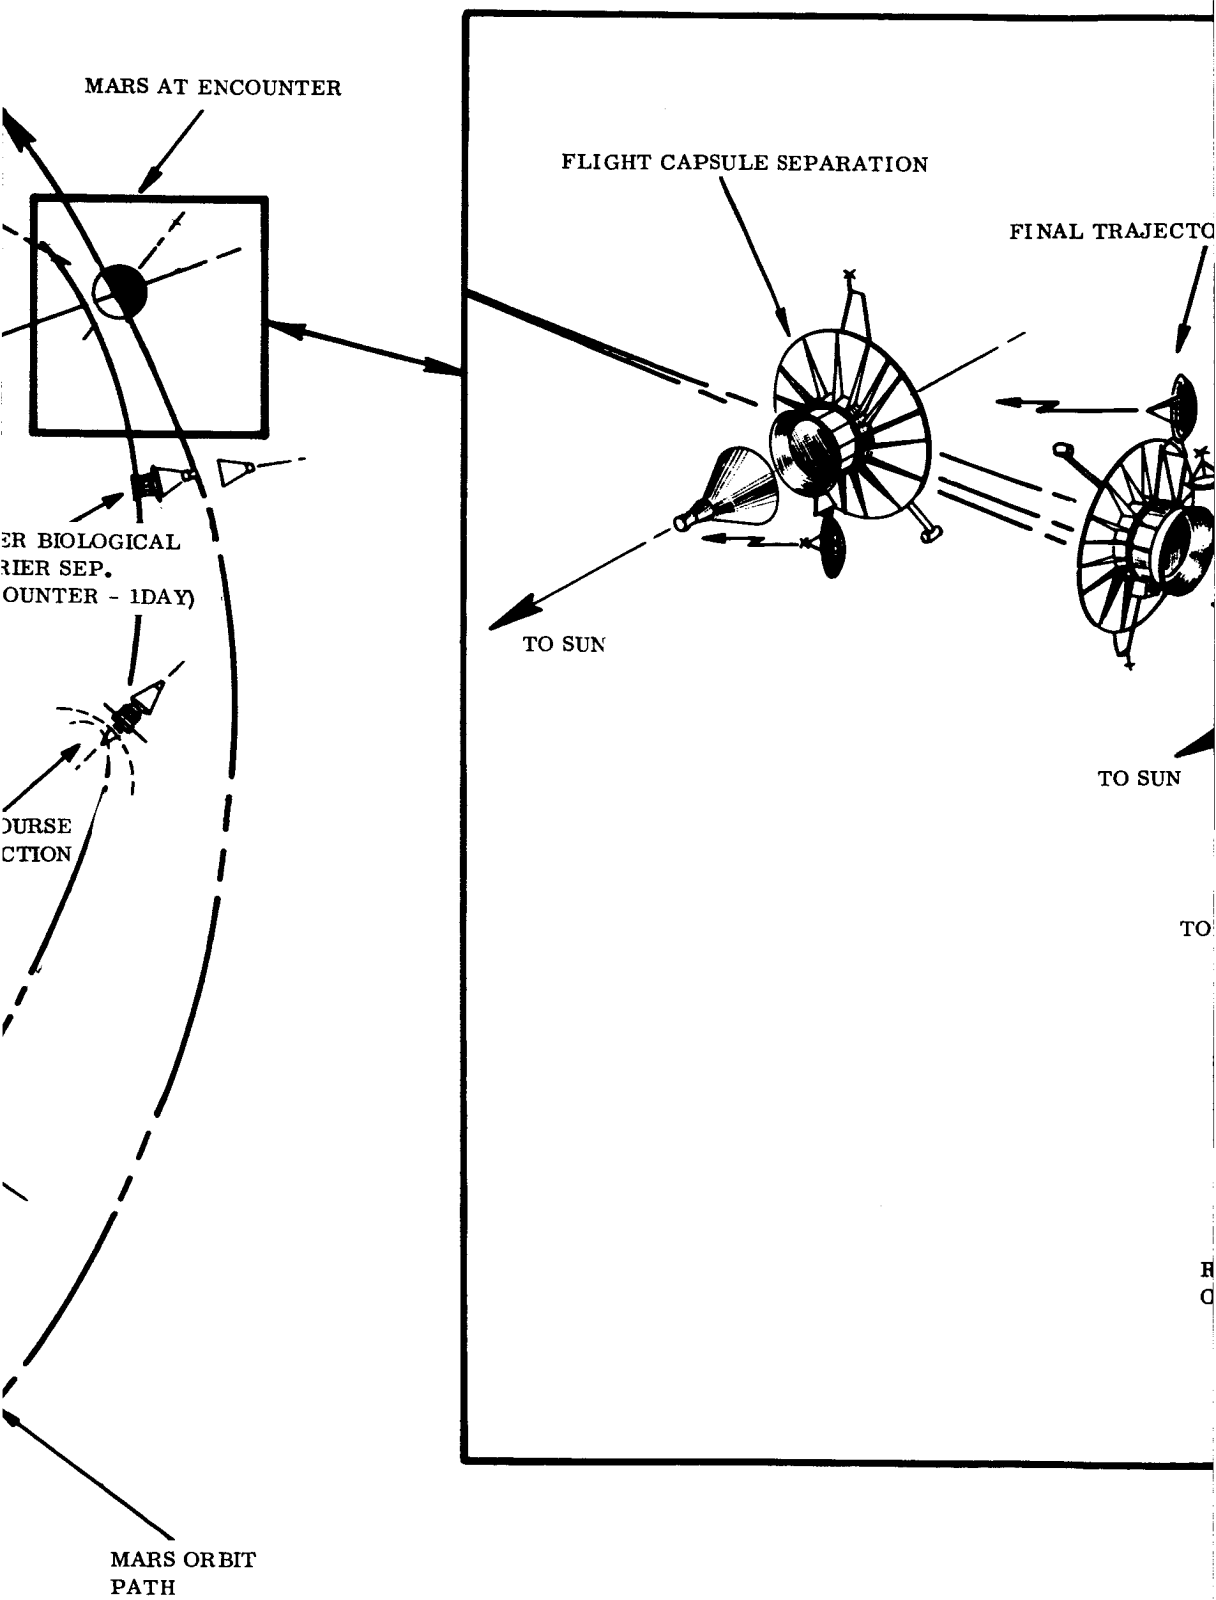 MARS AT ENCOUNTER
FLIGHT CAPSULE SEPARATION
FINAL TRAJECTO
ER BIOLOGICAL
RIER SEP.
OUNTER - 1DAY)
TO SUN
TO SUN
OURSE
CTION
TO
MARS ORBIT
PATH